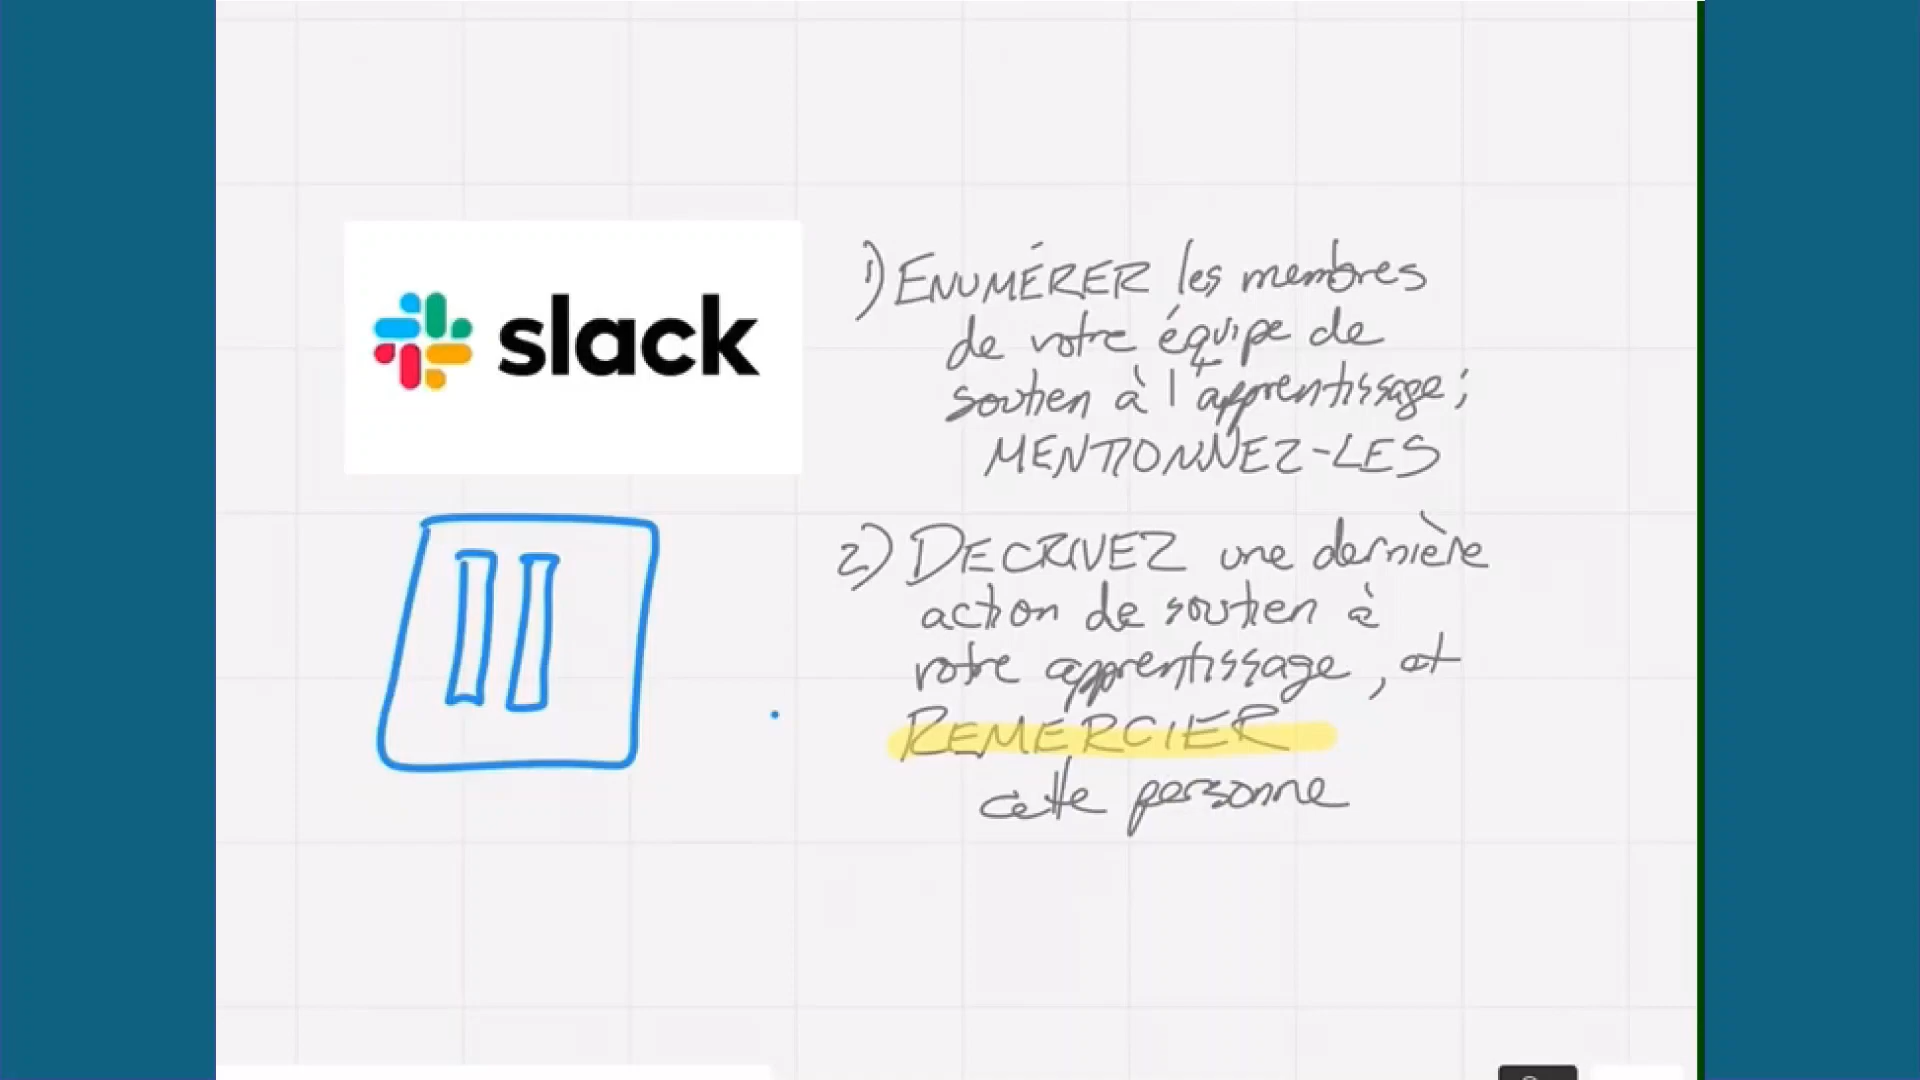 slack
1) ENUMÉRER les membres
de votre équipe de
soutien à l'apprentissage;
MENTIONNEZ-LES
2) DECRIVEZ une dernière
action de soutien à
votre apprentissage, et
REMERCIER
cette personne